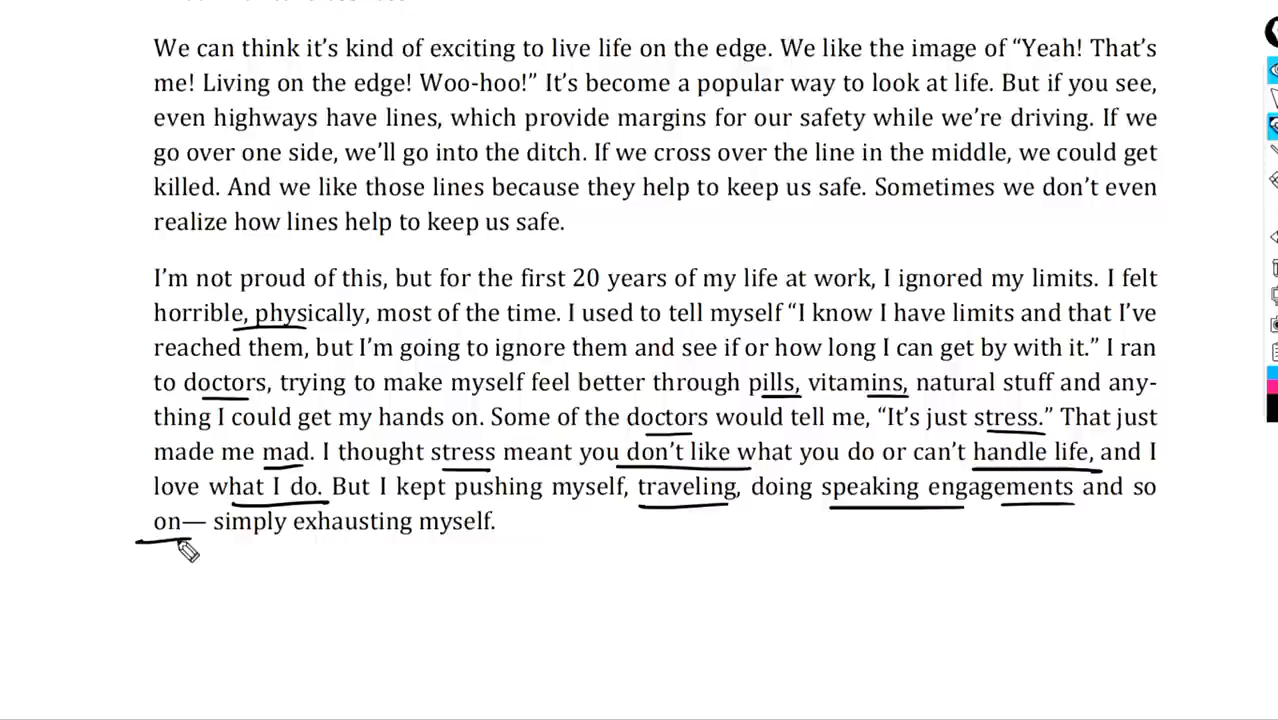 We can think it’s kind of exciting to live life on the edge. We like the image of “Yeah! That’s
me! Living on the edge! Woo-hoo!” It’s become a popular way to look at life. But if you see,
even highways have lines, which provide margins for our safety while we’re driving. If we
go over one side, we’ll go into the ditch. If we cross over the line in the middle, we could get
killed. And we like those lines because they help to keep us safe. Sometimes we don’t even
realize how lines help to keep us safe.
I’m not proud of this, but for the first 20 years of my life at work, I ignored my limits. I felt
horrible, physically, most of the time. I used to tell myself “I know I have limits and that I’ve
reached them, but I’m going to ignore them and see if or how long I can get by with it.” I ran
to doctors, trying to make myself feel better through pills, vitamins, natural stuff and any-
thing I could get my hands on. Some of the doctors would tell me, “It’s just stress.” That just
made me mad. I thought stress meant you don’t like what you do or can’t handle life, and I
love what I do. But I kept pushing myself, traveling, doing speaking engagements and so
on— simply exhausting myself.